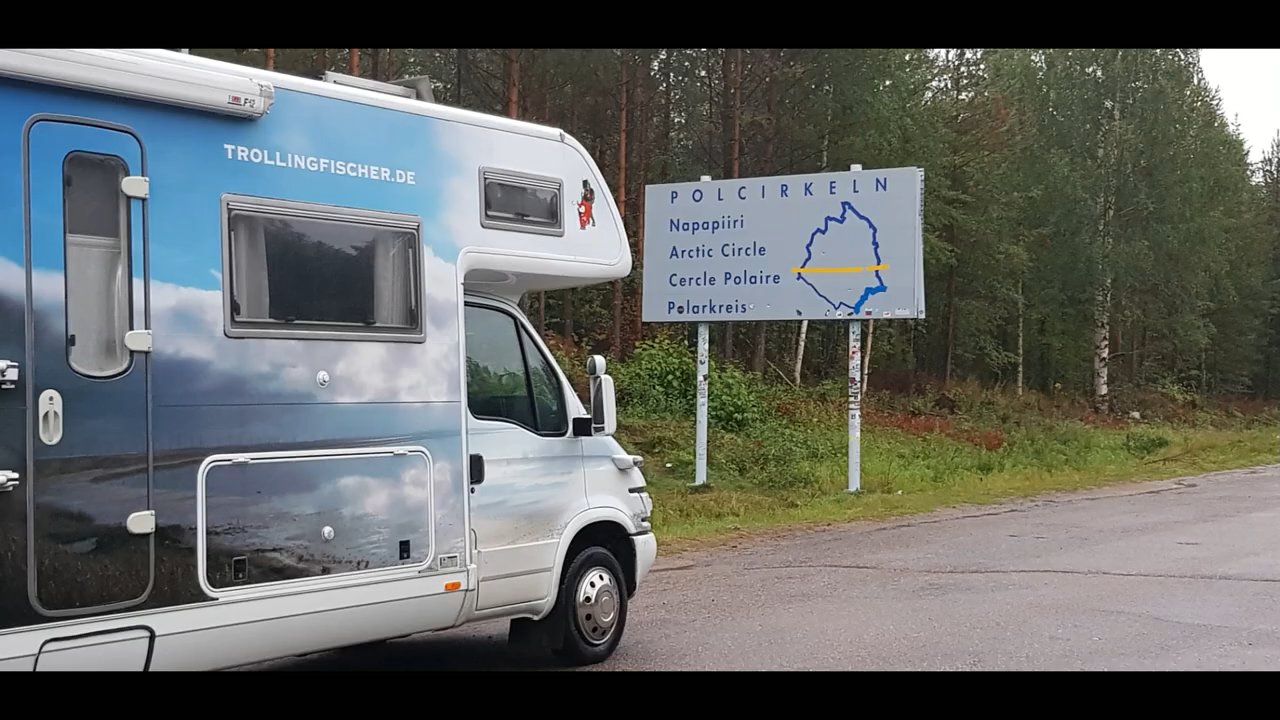 TROLLINGFISCHER.DE
POLCIRKELN
Napapiiri
Arctic Circle
Cercle Polaire
Polarkreis